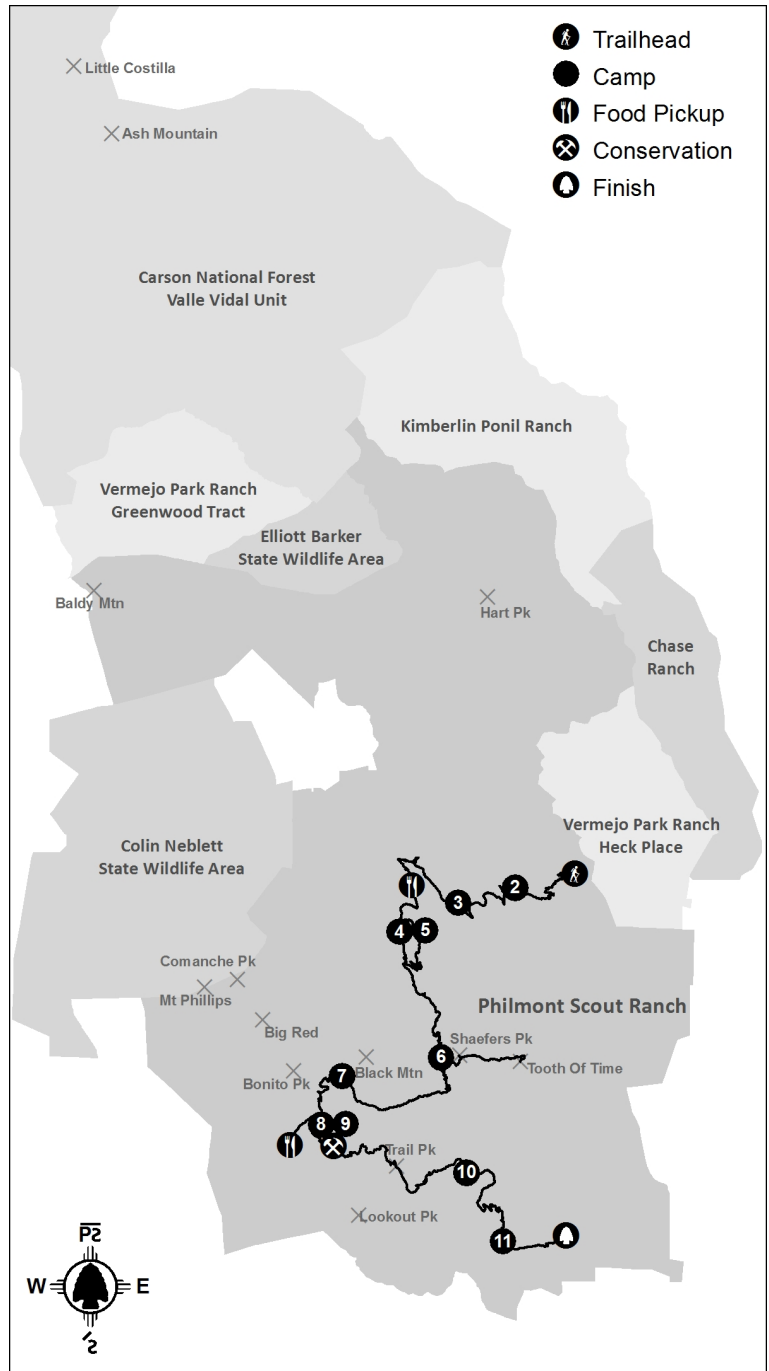 Trailhead
Camp
Food Pickup
Conservation
Finish
Little Costilla
Ash Mountain
Carson National Forest
Valle Vidal Unit
Kimberlin Ponil Ranch
Vermejo Park Ranch
Greenwood Tract
Elliott Barker
State Wildlife Area
Baldy Mtn
Hart Pk
Chase
Ranch
Colin Neblett
State Wildlife Area
Vermejo Park Ranch
Heck Place
2
3
4
5
Comanche Pk
Mt Phillips
Philmont Scout Ranch
Big Red
Shaefers Pk
6
Tooth Of Time
Black Mtn
Bonito Pk
7
8
9
Trail Pk
10
Lookout Pk
11
W
E